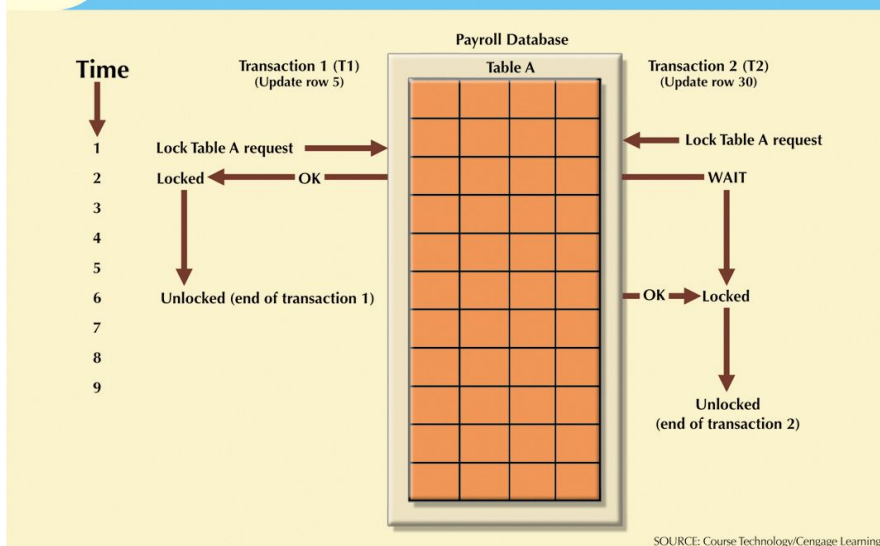 Payroll Database
Time
Transaction 1 (T1)
(Update row 5)
Table A
Transaction 2 (T2)
(Update row 30)
1
Lock Table A request
Lock Table A request
2
Locked
OK
WAIT
3
4
5
6
Unlocked (end of transaction 1)
OK
Locked
7
8
9
Unlocked
(end of transaction 2)
SOURCE: Course Technology/Cengage Learning